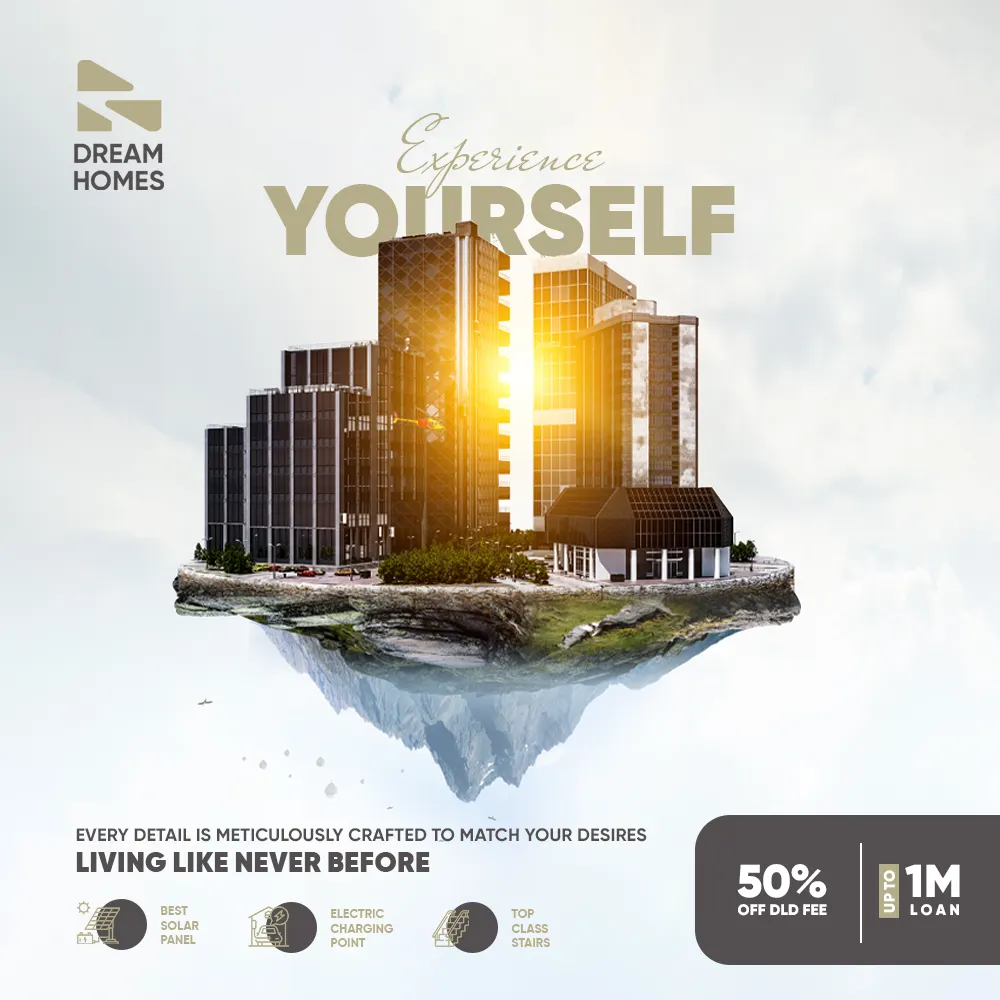 DREAM
HOMES
Experience
YOURSELF
EVERY DETAIL IS METICULOUSLY CRAFTED TO MATCH YOUR DESIRES
LIVING LIKE NEVER BEFORE
BEST
SOLAR
PANEL
ELECTRIC
CHARGING
POINT
TOP
CLASS
STAIRS
50%
OFF DLD FEE
UP TO
1M
LOAN